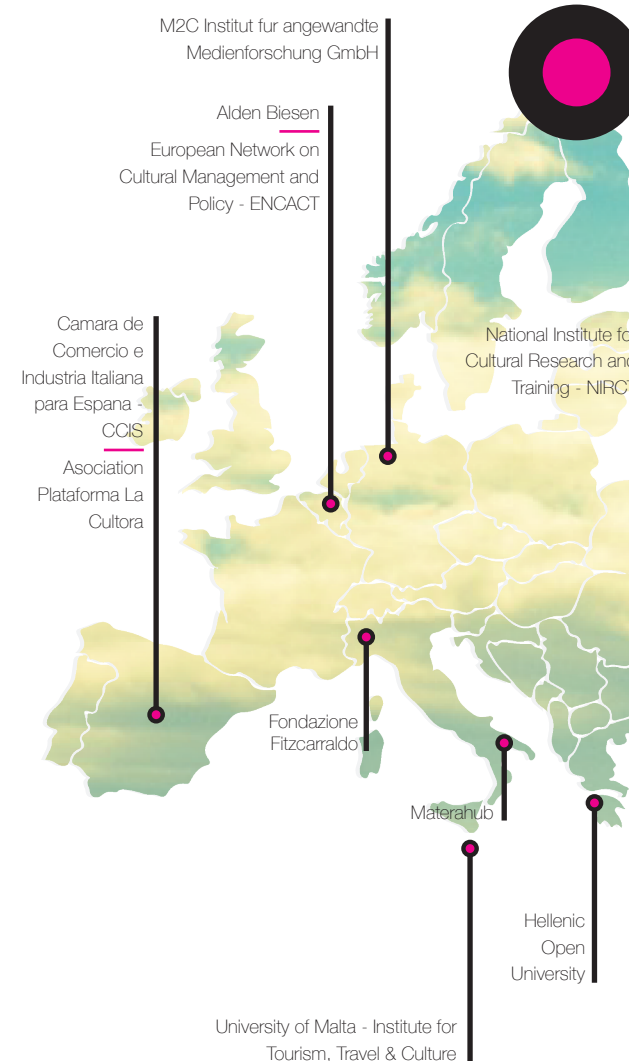 M2C Institut fur angewandte
Medienforschung GmbH
Alden Biesen
European Network on
Cultural Management and
Policy - ENCACT
Camara de
Comercio e
Industria Italiana
para Espana -
CCIS
Asociation
Plataforma La
Cultora
National Institute fo
Cultural Research and
Training - NIRCT
Fondazione
Fitzcarraldo
Materahub
Hellenic
Open
University
University of Malta - Institute for
Tourism, Travel & Culture